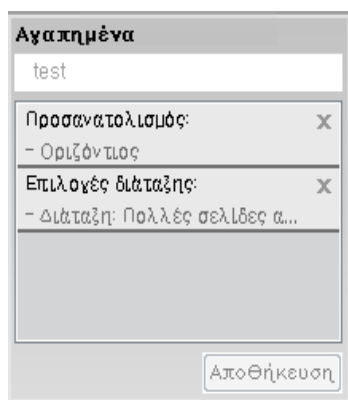 Αγαπημένα
test
Προσανατολισμός: x
- Οριζόντιος
Επιλογές διάταξης: x
- Διάταξη: Πολλές σελίδες α...
Αποθήκευση